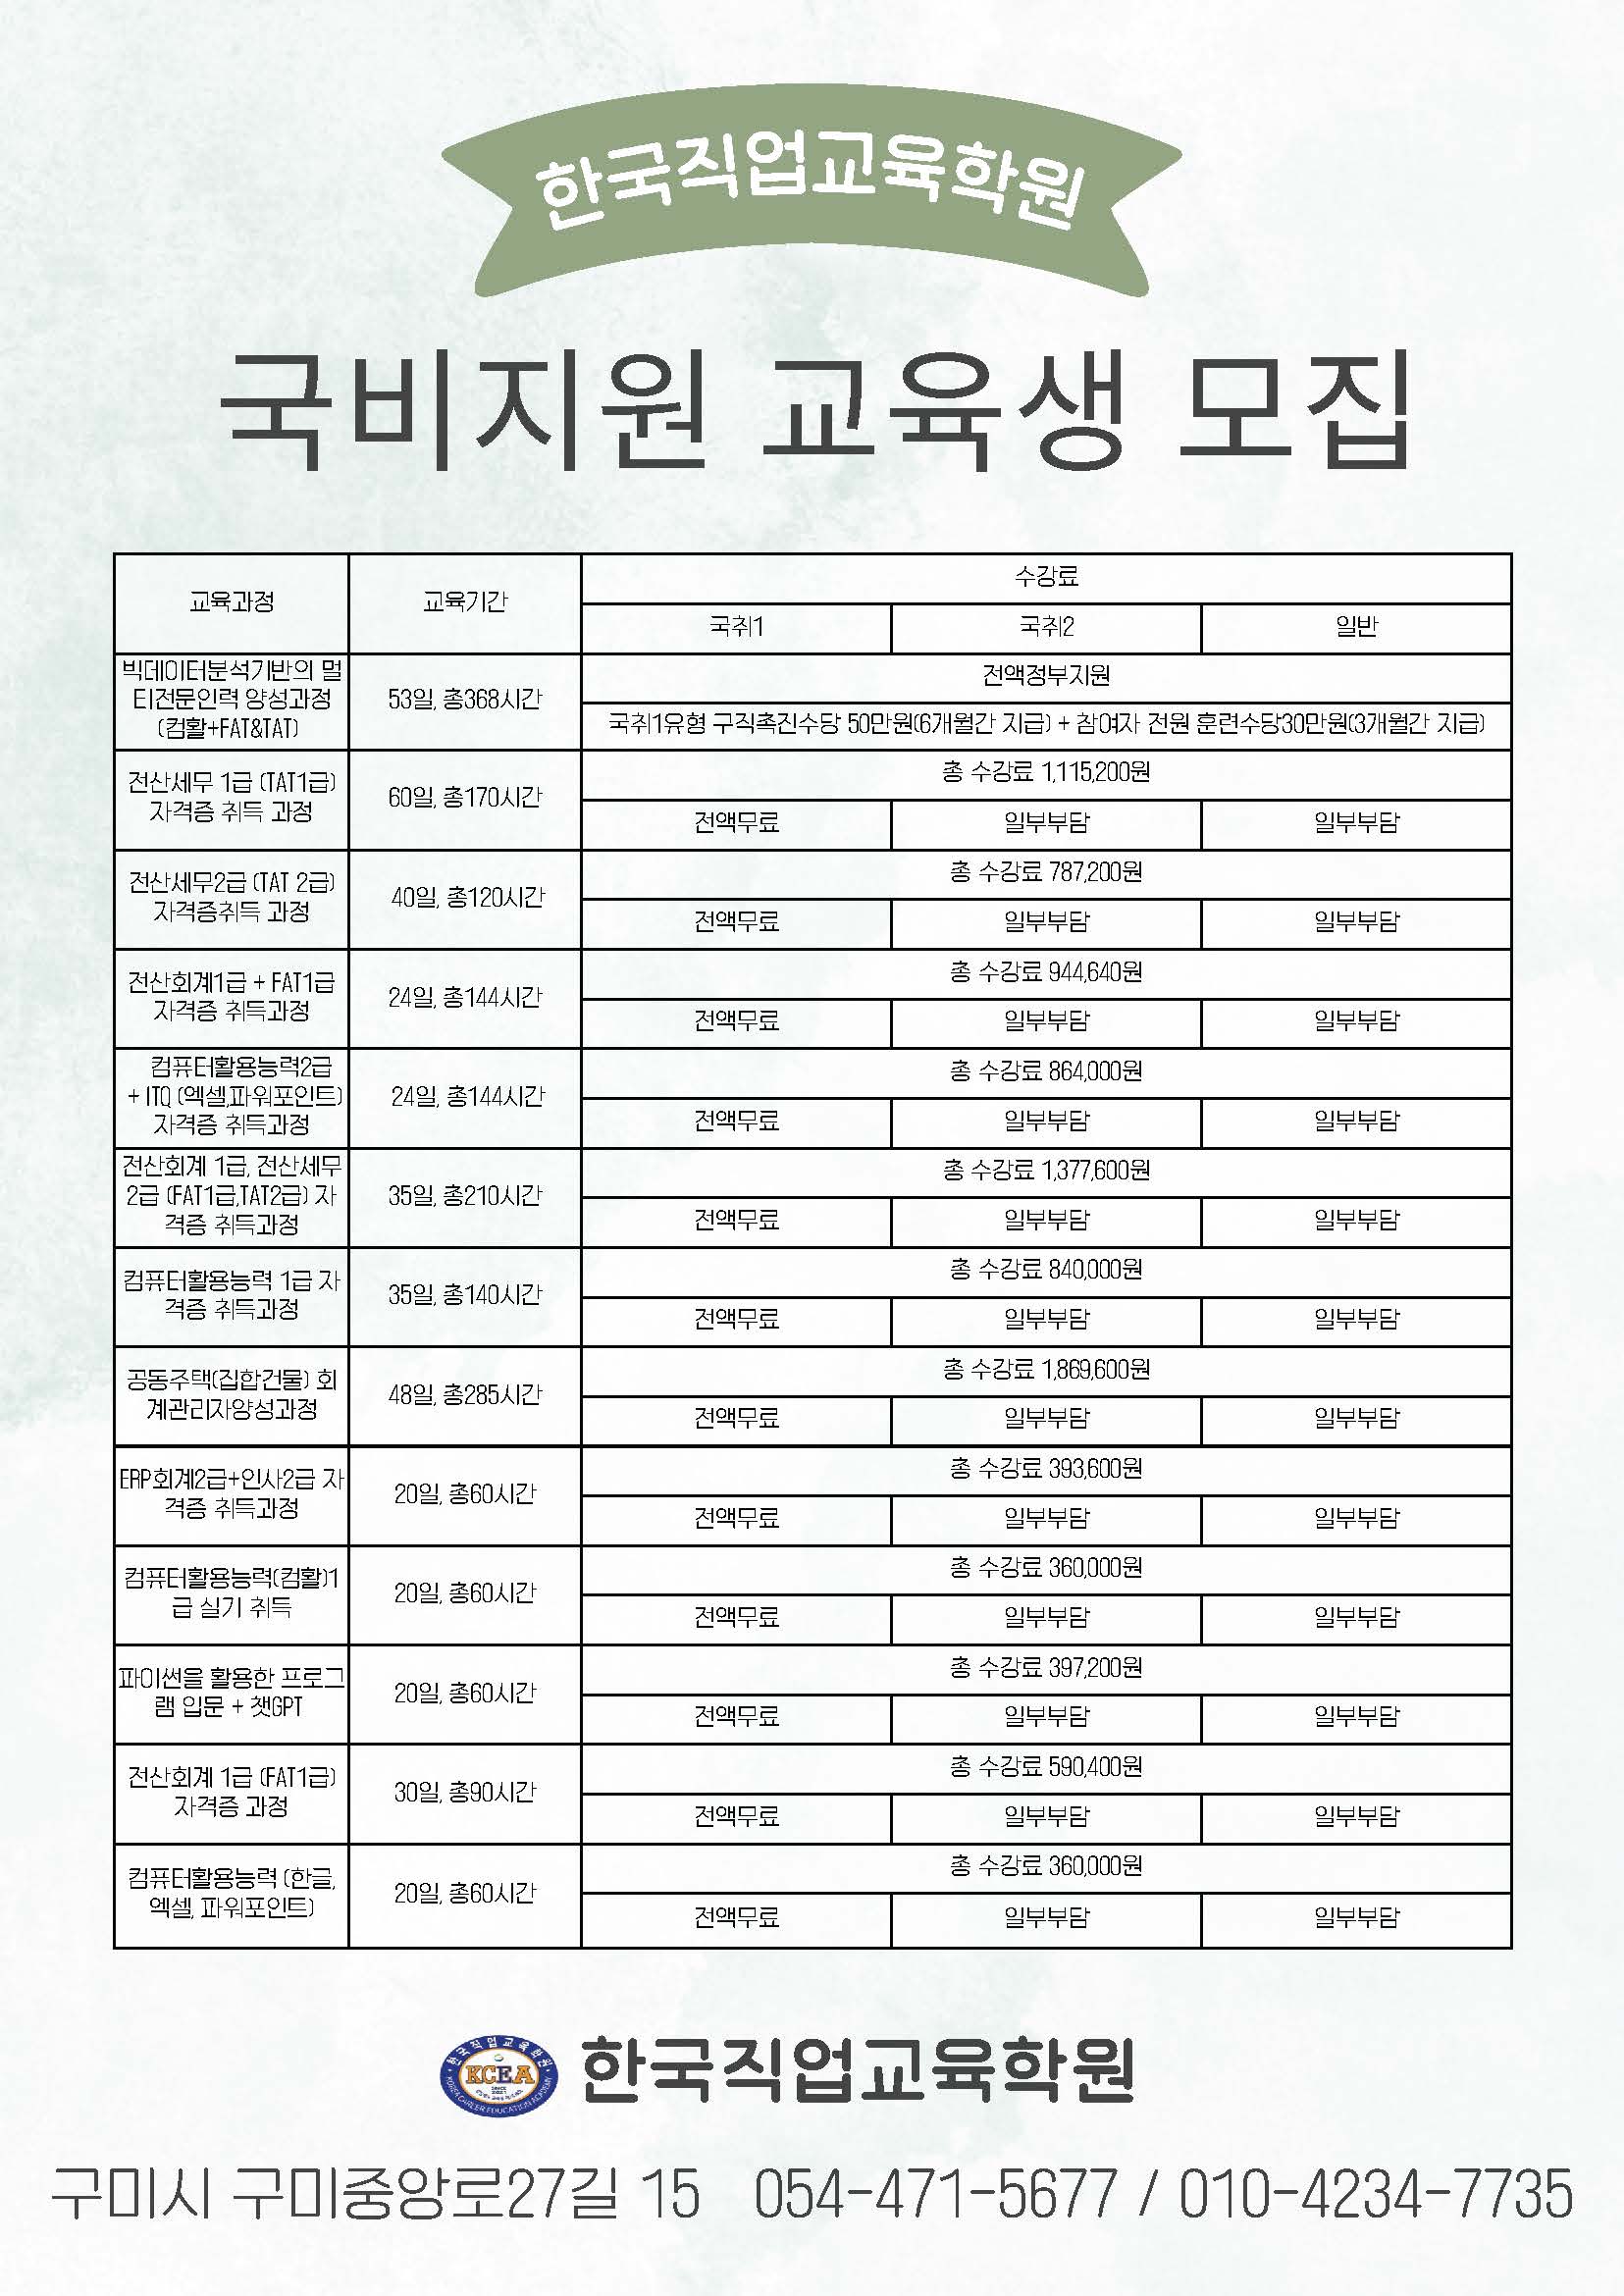 한국직업교육학원
국비지원 교육생 모집
교육과정 교육기간 수강료
국취1 국취2 일반
빅데이터분석기반의 멀
티전문인력 양성과정
(컴활+FAT&TAT)
53일, 총368시간
전액정부지원
국취1유형 구직촉진수당 50만원(6개월간 지급) + 참여자 전원 훈련수당30만원(3개월간 지급)
전산세무 1급 (TAT1급)
자격증 취득 과정
60일, 총170시간
총 수강료 1,115,200원
전액무료 일부부담 일부부담
전산세무2급 (TAT 2급)
자격증취득 과정
40일, 총120시간
총 수강료 787,200원
전액무료 일부부담 일부부담
전산회계1급 + FAT1급
자격증 취득과정
24일, 총144시간
총 수강료 944,640원
전액무료 일부부담 일부부담
컴퓨터활용능력2급
+ ITQ (엑셀,파워포인트)
자격증 취득과정
24일, 총144시간
총 수강료 864,000원
전액무료 일부부담 일부부담
전산회계 1급, 전산세무
2급 (FAT1급,TAT2급) 자
격증 취득과정
35일, 총210시간
총 수강료 1,377,600원
전액무료 일부부담 일부부담
컴퓨터활용능력 1급 자
격증 취득과정
35일, 총140시간
총 수강료 840,000원
전액무료 일부부담 일부부담
공동주택(집합건물) 회
계관리자양성과정
48일, 총285시간
총 수강료 1,869,600원
전액무료 일부부담 일부부담
ERP회계2급+인사2급 자
격증 취득과정
20일, 총60시간
총 수강료 393,600원
전액무료 일부부담 일부부담
컴퓨터활용능력(컴활)1
급 실기 취득
20일, 총60시간
총 수강료 360,000원
전액무료 일부부담 일부부담
파이썬을 활용한 프로그
램 입문 + 챗GPT
20일, 총60시간
총 수강료 397,200원
전액무료 일부부담 일부부담
전산회계 1급 (FAT1급)
자격증 과정
30일, 총90시간
총 수강료 590,400원
전액무료 일부부담 일부부담
컴퓨터활용능력 (한글,
엑셀, 파워포인트)
20일, 총60시간
총 수강료 360,000원
전액무료 일부부담 일부부담
한국직업교육학원
KCEA
KOREA CAREER EDUCATION ACADEMY
한국직업교육학원
구미시 구미중앙로27길 15 054-471-5677 / 010-4234-7735